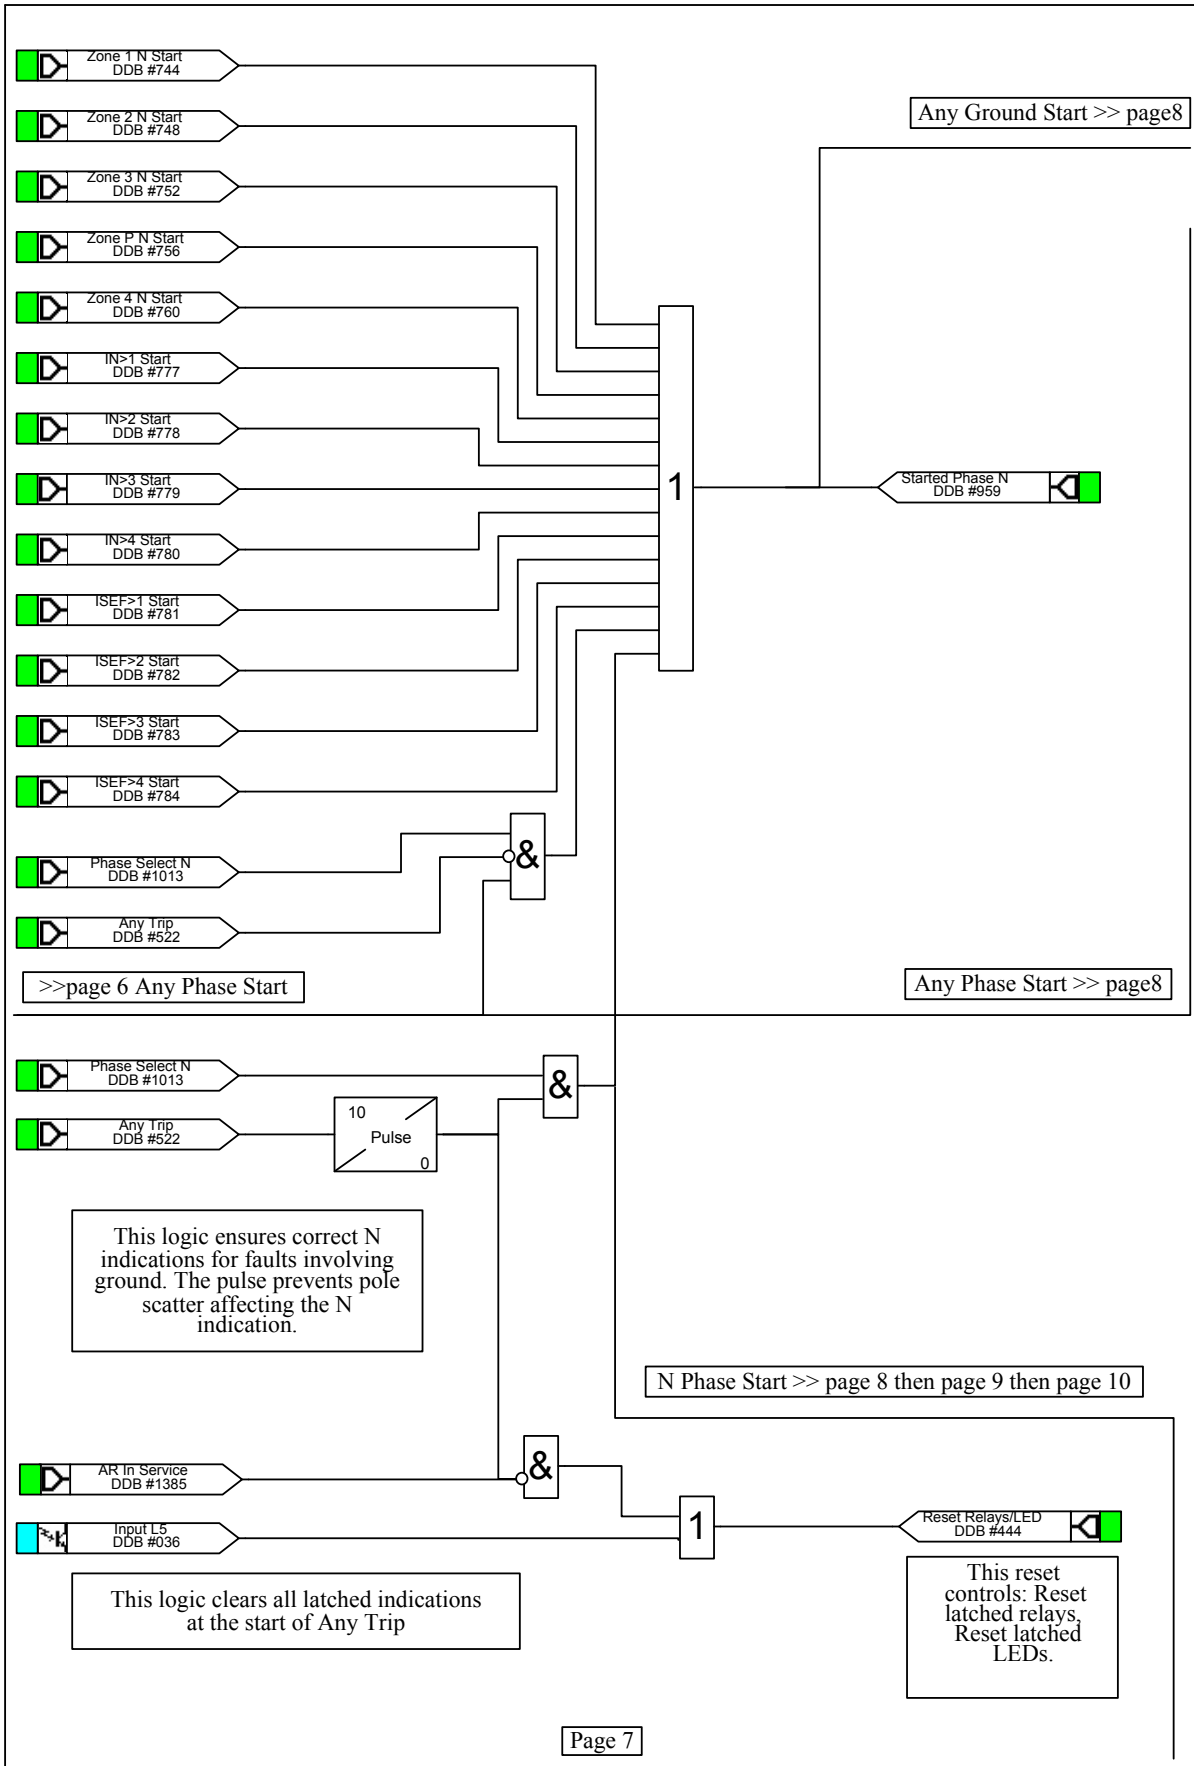 Zone 1 N Start
DDB #744
Any Ground Start >> page8
Zone 2 N Start
DDB #748
Zone 3 N Start
DDB #752
Zone P N Start
DDB #756
Zone 4 N Start
DDB #760
IN>1 Start
DDB #777
IN>2 Start
DDB #778
IN>3 Start
DDB #779
1
Started Phase N
DDB #959
IN>4 Start
DDB #780
ISEF>1 Start
DDB #781
ISEF>2 Start
DDB #782
ISEF>3 Start
DDB #783
ISEF>4 Start
DDB #784
&
Phase Select N
DDB #1013
Any Trip
DDB #522
>>page 6 Any Phase Start
Any Phase Start >> page8
Phase Select N
DDB #1013
&
Any Trip
DDB #522
10
Pulse
0
This logic ensures correct N
indications for faults involving
ground. The pulse prevents pole
scatter affecting the N
indication.
N Phase Start >> page 8 then page 9 then page 10
AR In Service
DDB #1385
&
Input L5
DDB #036
1
Reset Relays/LED
DDB #444
This logic clears all latched indications
at the start of Any Trip
This reset
controls: Reset
latched relays,
Reset latched
LEDs.
Page 7